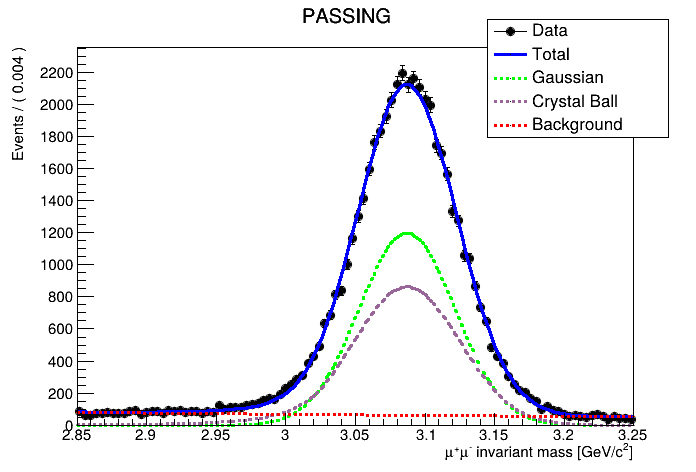 PASSING
Data
Total
Gaussian
Crystal Ball
Background
Events / ( 0.004 )
2200
2000
1800
1600
1400
1200
1000
800
600
400
200
0
2.85 2.9 2.95 3 3.05 3.1 3.15 3.2 3.25
μ⁺μ⁻ invariant mass [GeV/c²]